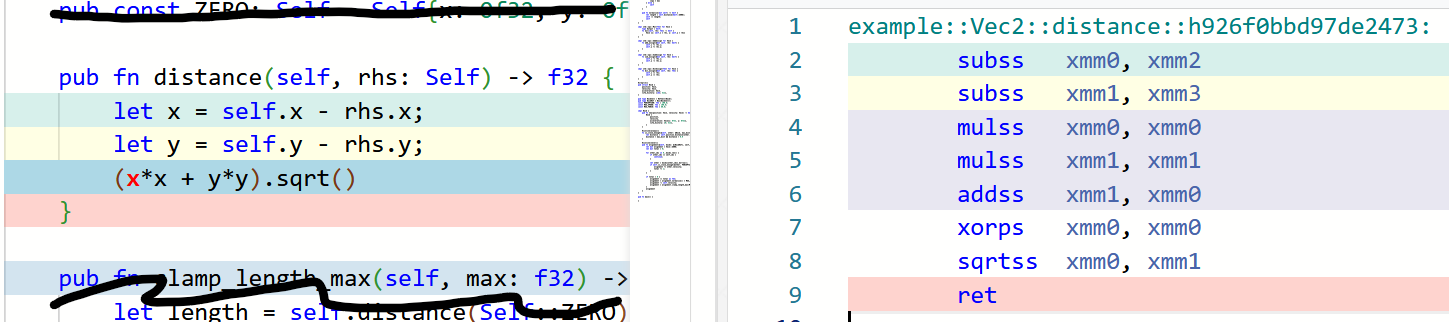 pub const ZERO: Self = Self{x: 0f32, y: 0f
pub fn distance(self, rhs: Self) -> f32 {
let x = self.x - rhs.x;
let y = self.y - rhs.y;
(x*x + y*y).sqrt()
}
pub fn clamp_length_max(self, max: f32) ->
let length = self.distance(Self::ZERO)
1 example::Vec2::distance::h926f0bbd97de2473:
2 subss xmm0, xmm2
3 subss xmm1, xmm3
4 mulss xmm0, xmm0
5 mulss xmm1, xmm1
6 addss xmm1, xmm0
7 xorps xmm0, xmm0
8 sqrtss xmm0, xmm1
9 ret
10